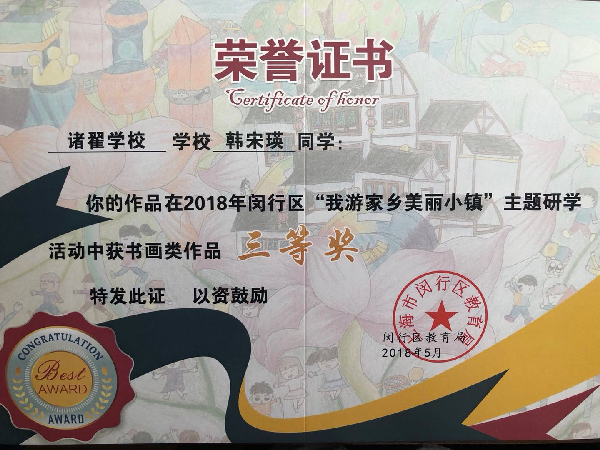 荣誉证书
Certificate of honor
诸翟学校 学校 韩宋瑛 同学：
你的作品在2018年闵行区“我游家乡美丽小镇”主题研学
活动中获书画类作品 三等奖
特发此证 以资鼓励
上海市闵行区教育局
闵行区教育局
2018年5月
CONGRATULATION
Best
AWARD
AWARD